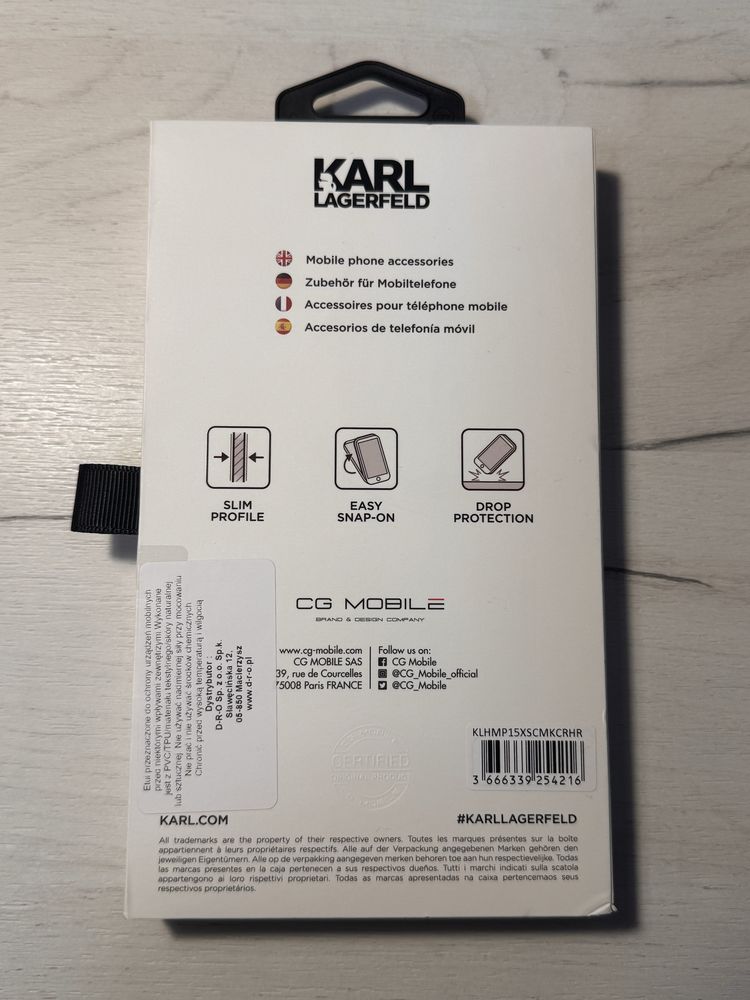 KARL
LAGERFELD
Mobile phone accessories
Zubehör für Mobiltelefone
Accessoires pour téléphone mobile
Accesorios de telefonía móvil
SLIM
PROFILE
EASY
SNAP-ON
DROP
PROTECTION
CG MOBILE
BRAND & DESIGN COMPANY
www.cg-mobile.com
CG MOBILE SAS
39, rue de Courcelles
75008 Paris FRANCE
Follow us on:
CG Mobile
@CG_Mobile_official
@CG_Mobile
Etui przeznaczone do ochrony urządzeń mobilnych
przed niektórymi wpływami zewnętrznymi Wykonane
jest z PVC/TPU/materiału tekstylnego/skóry naturalnej
lub sztucznej. Nie używać nadmiernej siły przy mocowaniu
Nie prać i nie używać środków chemicznych
Chronić przed wysoką temperaturą i wilgocią
Dystrybutor :
D-R-O Sp. z o.o. Sp.k.
Sławęcińska 12,
05-850 Macierzysz
www.d-r-o.pl
CERTIFIED
ORIGINAL PRODUCT
KLHMP15XSCMKCRHR
3 666339 254216
KARL.COM
#KARLLAGERFELD
All trademarks are the property of their respective owners. Toutes les marques présentes sur la boîte
appartiennent à leurs propriétaires respectifs. Alle auf der Verpackung angegebenen Marken gehören den
jeweiligen Eigentümern. Alle op de verpakking aangegeven merken behoren toe aan hun respectievelijke. Todas
las marcas presentes en la caja pertenecen a sus respectivos dueños. Tutti i marchi indicati sulla scatola
appartengono ai loro rispettivi proprietari. Todas as marcas apresentadas na caixa pertencemaos seus
respectivos proprietários.